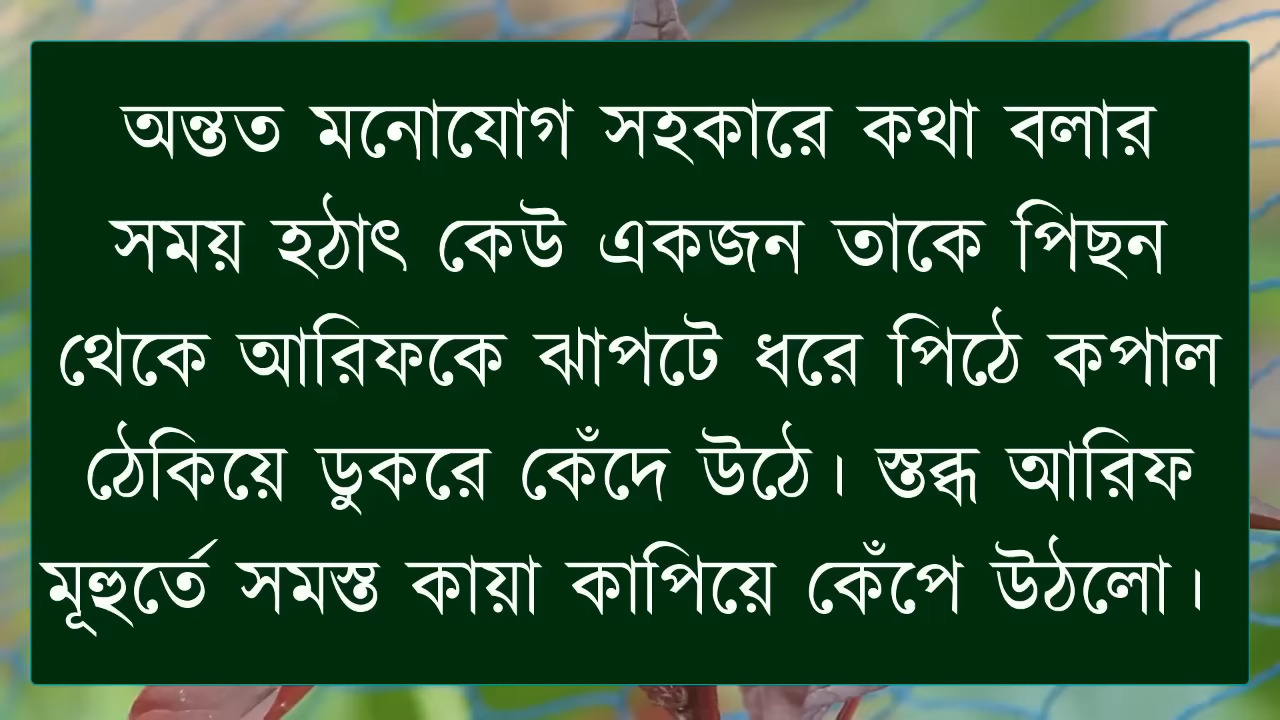 অন্তত মনোযোগ সহকারে কথা বলার
সময় হঠাৎ কেউ একজন তাকে পিছন
থেকে আরিফকে ঝাপটে ধরে পিঠে কপাল
ঠেকিয়ে ডুকরে কেঁদে উঠে। স্তব্ধ আরিফ
মূহুর্তে সমস্ত কায়া কাপিয়ে কেঁপে উঠলো।